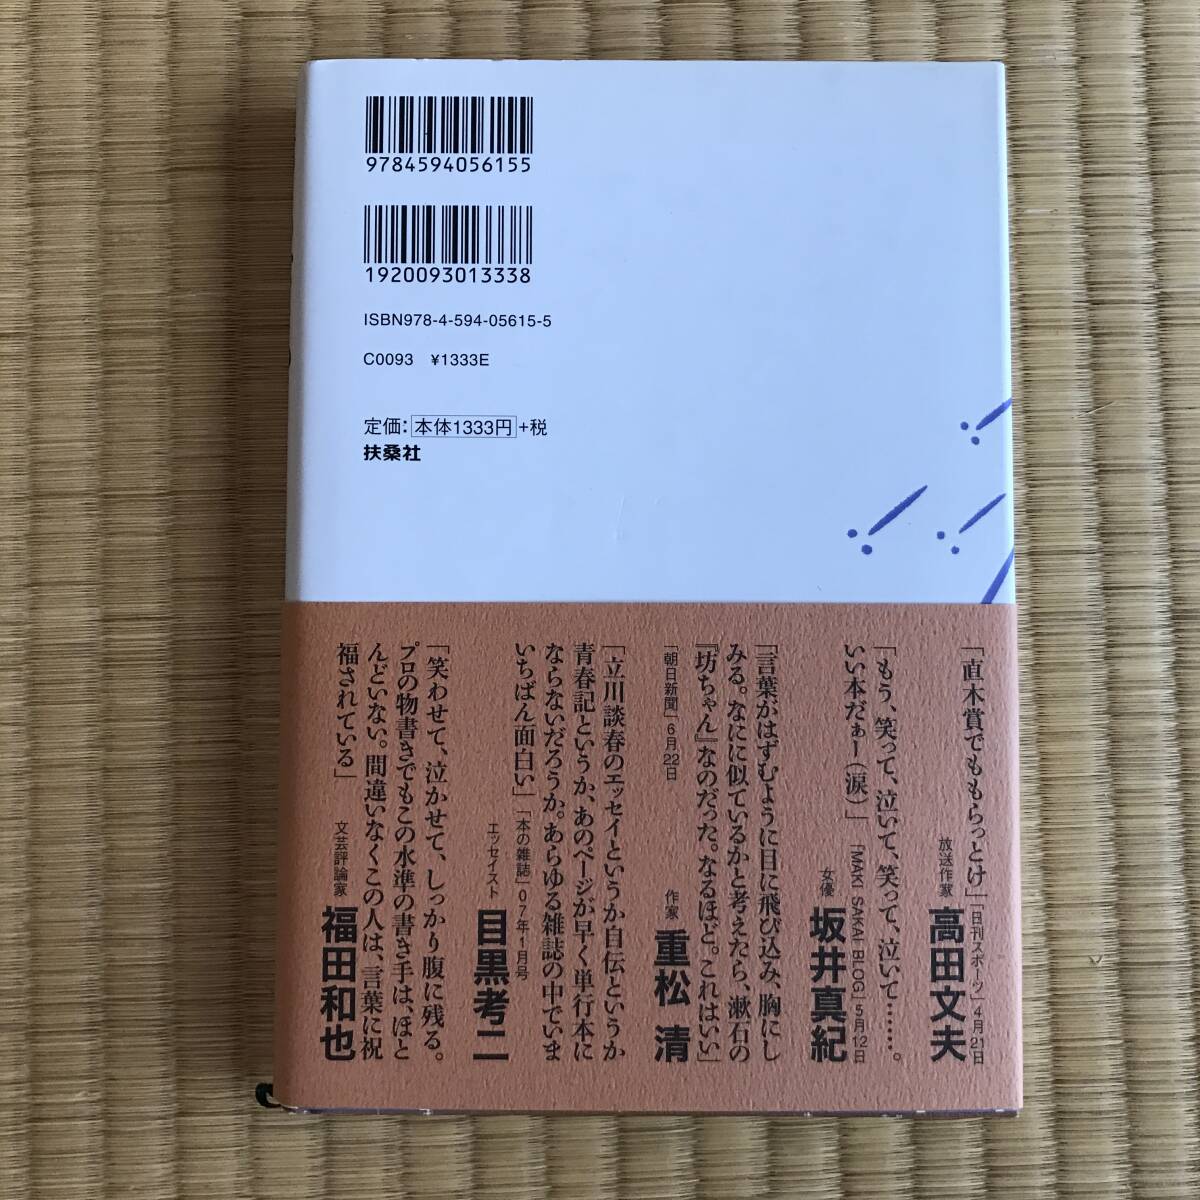 9784594056155
1920093013338
ISBN978-4-594-05615-5
C0093 ¥1333E
定価：本体1333円+税
扶桑社
「直木賞でももらっとけ」「日刊スポーツ」4月21日
放送作家 高田文夫
「もう、笑って、泣いて、笑って、泣いて……。
いい本だぁー（涙）」「MAKI SAKAI BLOG」5月12日
女優 坂井真紀
「言葉がはずむように目に飛び込み、胸にし
みる。なにに似ているかと考えたら、漱石の
『坊ちゃん』なのだった。なるほど。これはいい」
「朝日新聞」6月22日
作家 重松 清
「立川談春のエッセイというか自伝というか
青春記というか、あのページが早く単行本に
ならないだろうか。あらゆる雑誌の中でいま
いちばん面白い」「本の雑誌」07年1月号
エッセイスト 目黒考二
「笑わせて、泣かせて、しっかり腹に残る。
プロの物書きでもこの水準の書き手は、ほと
んどいない。間違いなくこの人は、言葉に祝
福されている」
文芸評論家 福田和也